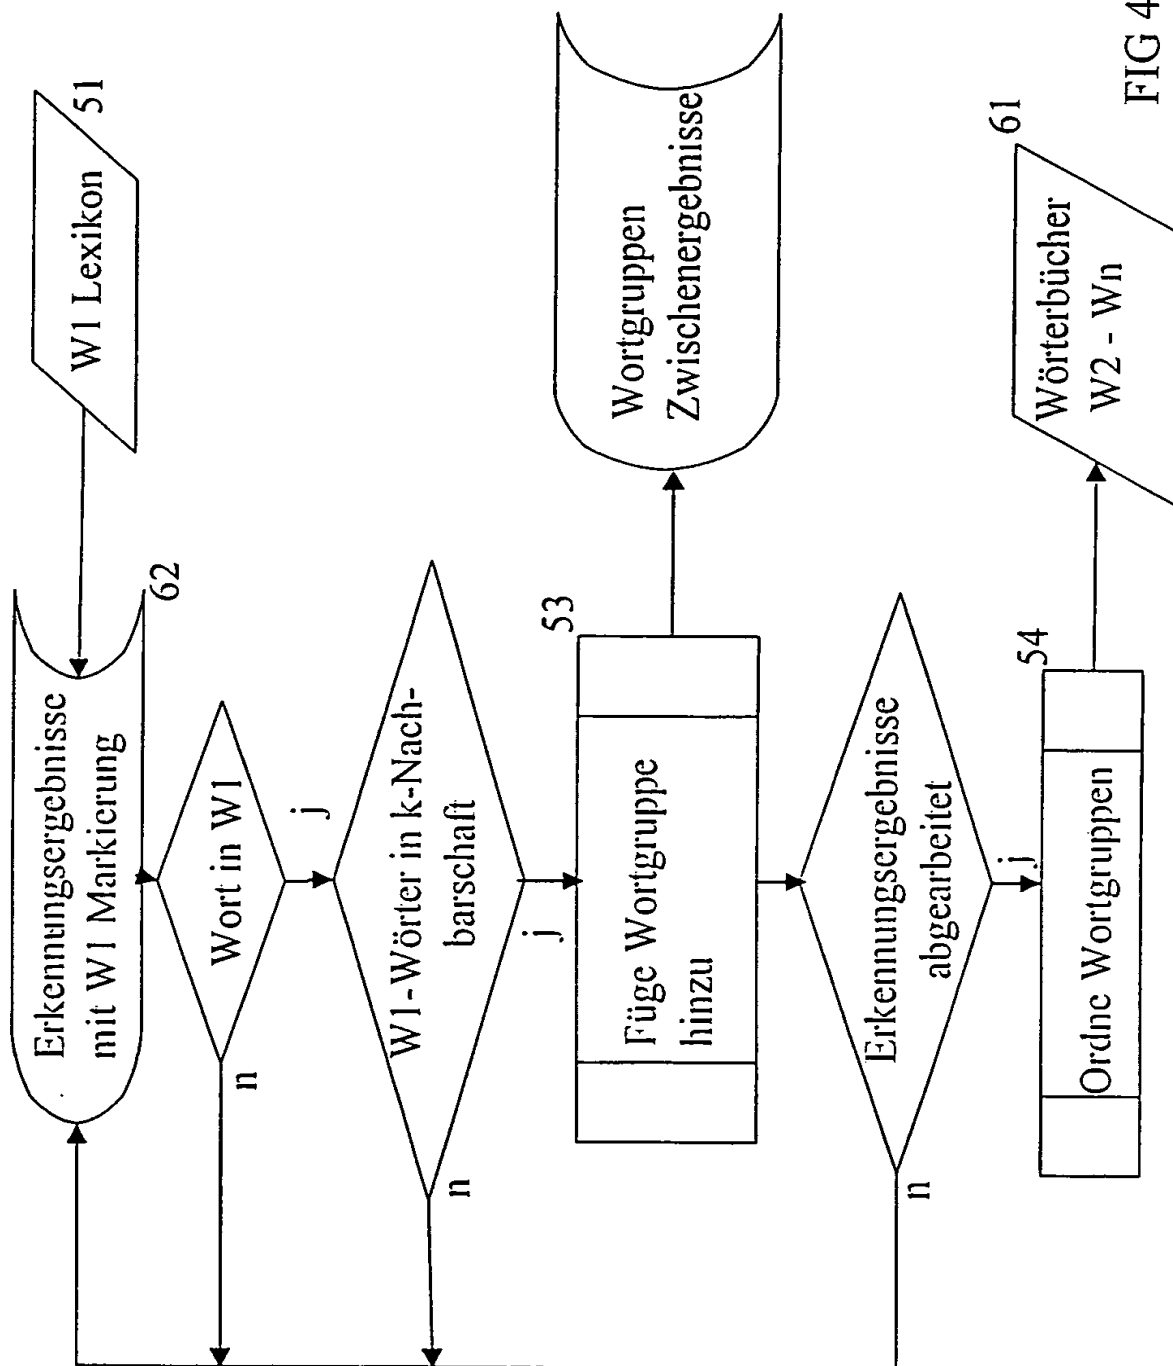 Erkennungsergebnisse
mit W1 Markierung
62
W1 Lexikon
51
Wort in W1
n
j
W1-Wörter in k-Nach-
barschaft
n
j
Füge Wortgruppe
hinzu
53
Wortgruppen
Zwischenergebnisse
Erkennungsergebnisse
abgearbeitet
n
j
Ordne Wortgruppen
54
Wörterbücher
W2 - Wn
61
FIG 4